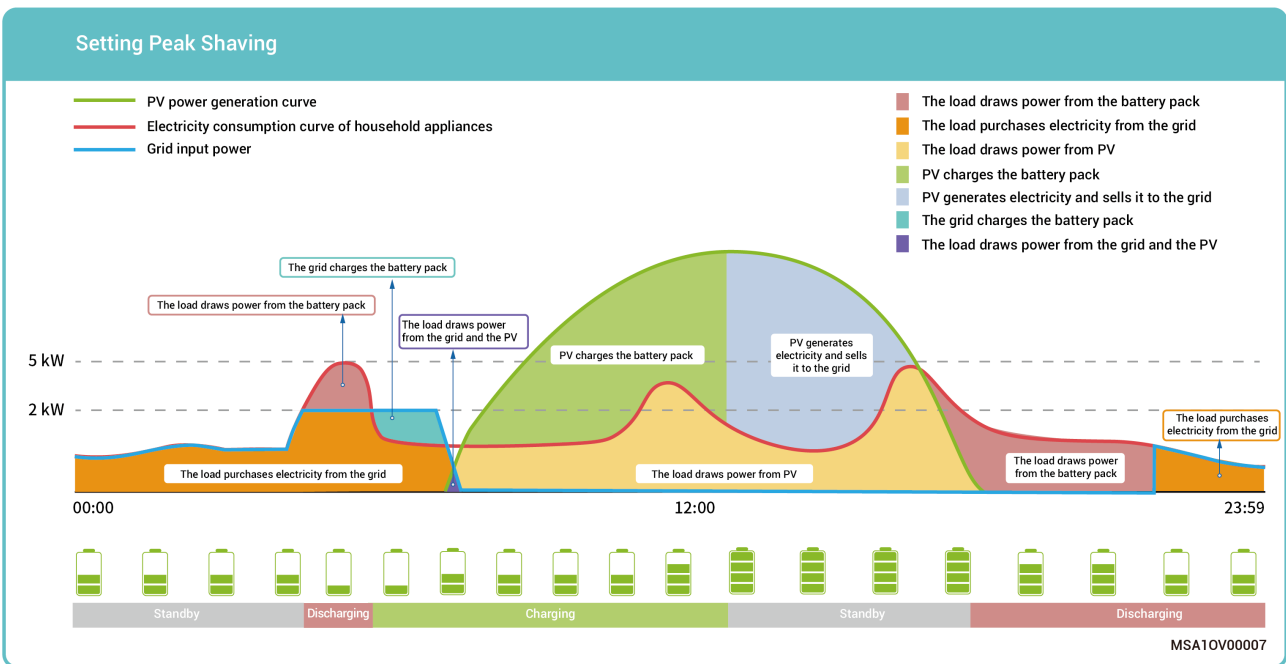 Setting Peak Shaving
PV power generation curve
Electricity consumption curve of household appliances
Grid input power
The load draws power from the battery pack
The load purchases electricity from the grid
The load draws power from PV
PV charges the battery pack
PV generates electricity and sells it to the grid
The grid charges the battery pack
The load draws power from the grid and the PV
The grid charges the battery pack
The load draws power from the battery pack
The load draws power
from the grid and the PV
PV charges the battery pack
PV generates
electricity and sells
it to the grid
5 kW
2 kW
The load purchases
electricity from the grid
The load purchases electricity from the grid
The load draws power from PV
The load draws power
from the battery pack
00:00
12:00
23:59
Standby
Discharging
Charging
Standby
Discharging
MSA10V00007